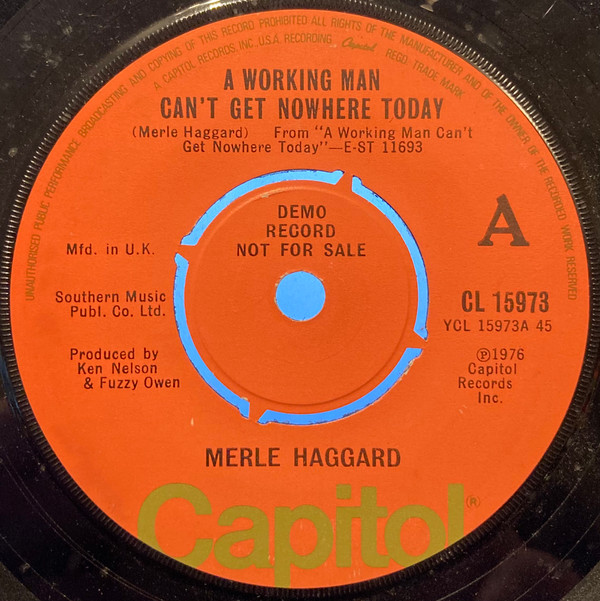 UNAUTHORISED PUBLIC PERFORMANCE BROADCASTING AND COPYING OF THIS RECORD PROHIBITED ALL RIGHTS OF THE MANUFACTURER AND OF THE OWNER OF THE RECORDED WORK RESERVED
A CAPITOL RECORDS, INC., U.S.A. RECORDING. Capitol REGD. TRADE MARK
A WORKING MAN
CAN'T GET NOWHERE TODAY
(Merle Haggard) From "A Working Man Can't
Get Nowhere Today"—E-ST 11693
DEMO
RECORD
NOT FOR SALE
A
Mfd. in U.K.
Southern Music
Publ. Co. Ltd.
Produced by
Ken Nelson
& Fuzzy Owen
CL 15973
YCL 15973A 45
Ⓟ1976
Capitol
Records
Inc.
MERLE HAGGARD
Capitol®